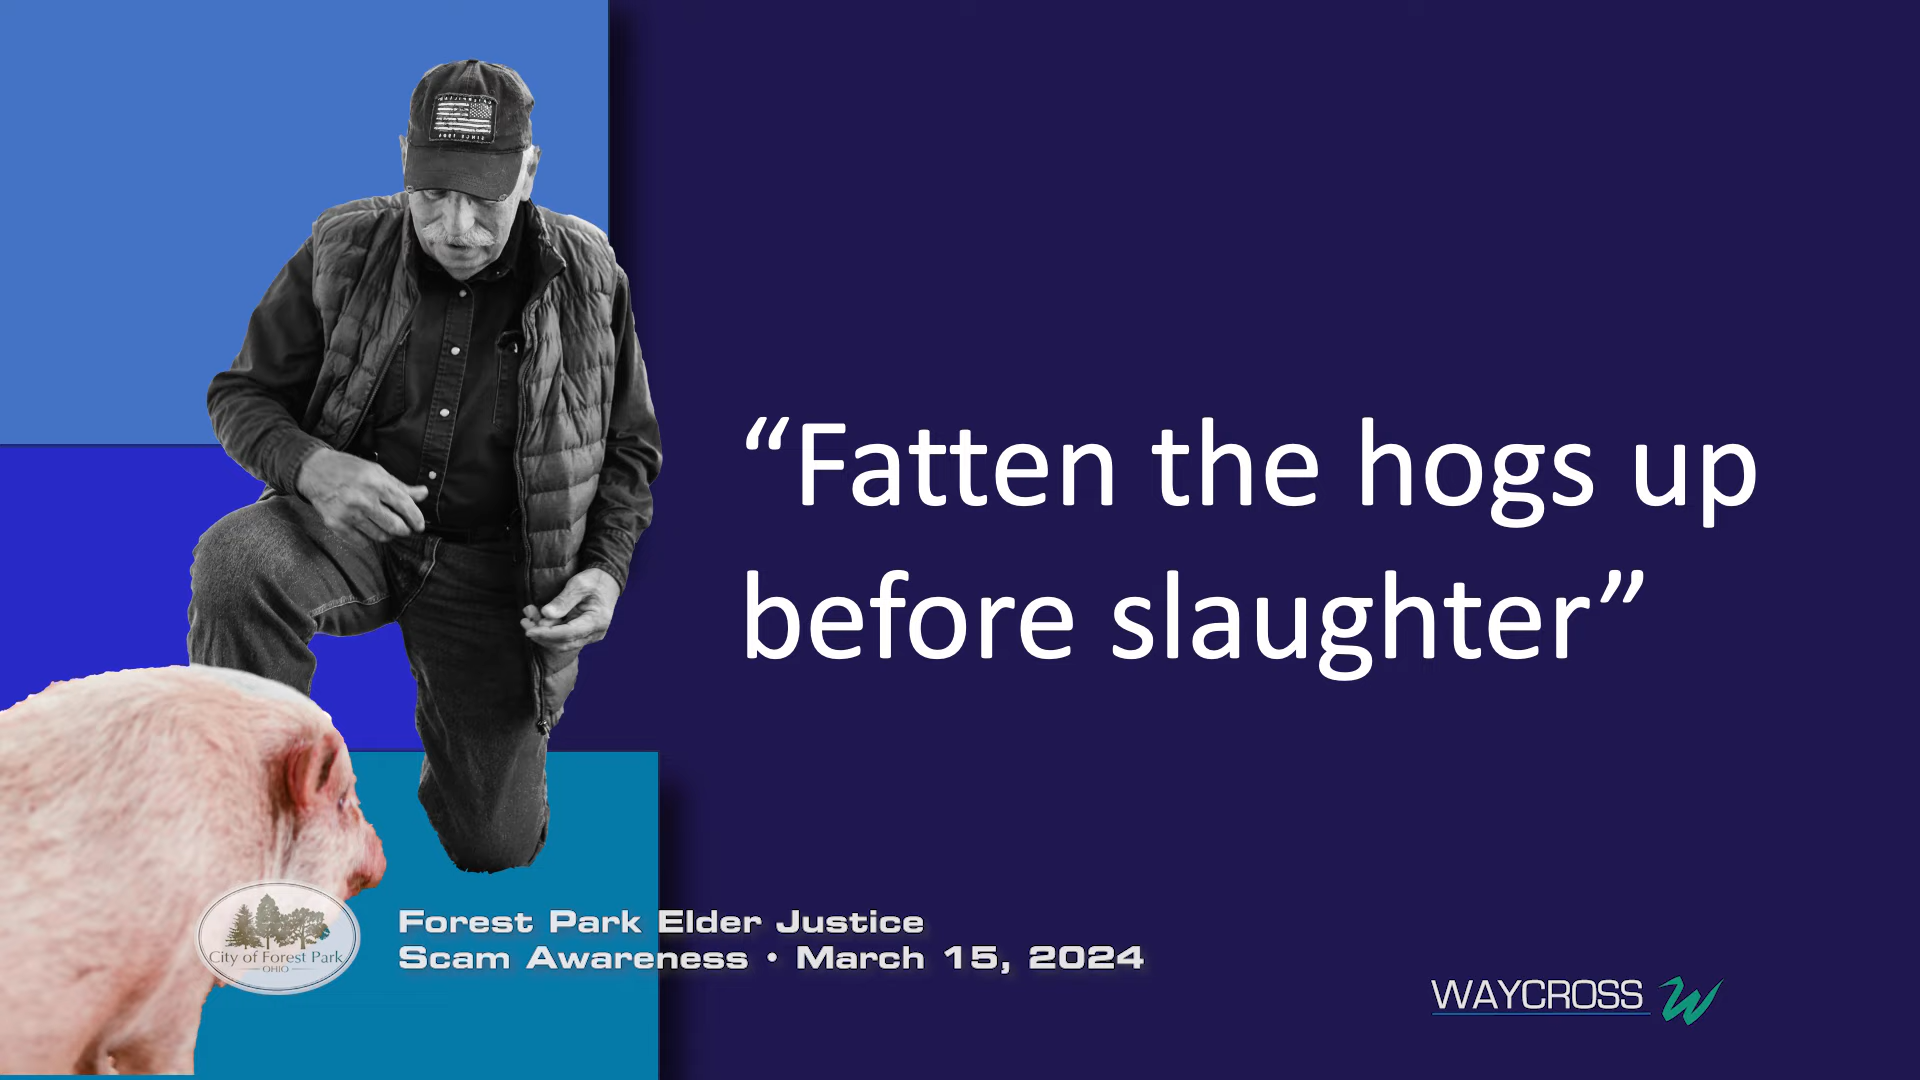 “Fatten the hogs up
before slaughter”
City of Forest Park
OHIO
Forest Park Elder Justice
Scam Awareness • March 15, 2024
WAYCROSS